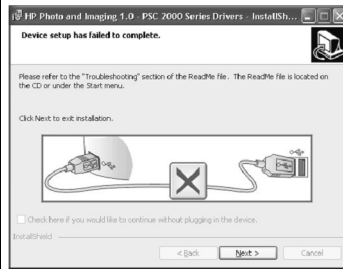 HP Photo and Imaging 1.0 - PSC 2000 Series Drivers - InstallSh...
Device setup has failed to complete.
Please refer to the "Troubleshooting" section of the ReadMe file. The ReadMe file is located on
the CD or under the Start menu.
Click Next to exit installation.
Check here if you would like to continue without plugging in the device.
InstallShield
< Back Next > Cancel